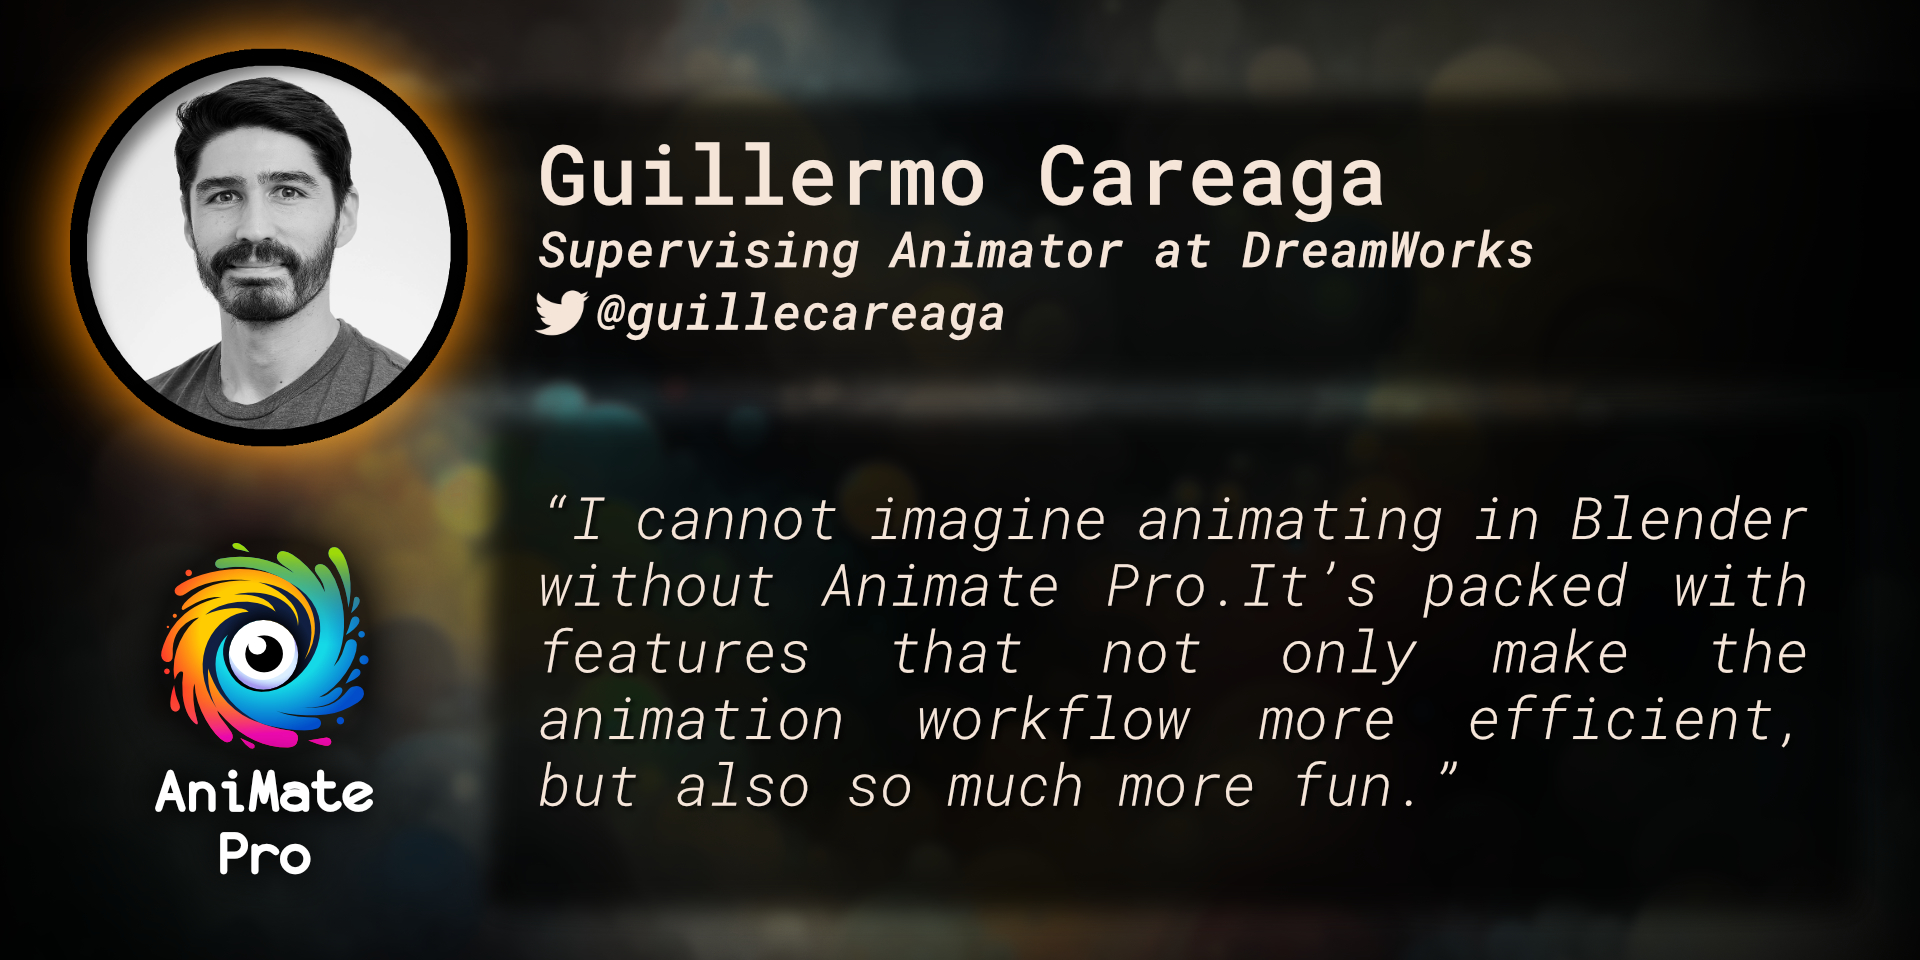 Guillermo Careaga
Supervising Animator at DreamWorks
@guillecareaga
“I cannot imagine animating in Blender
without Animate Pro.It’s packed with
features that not only make the
animation workflow more efficient,
but also so much more fun.”
AniMate
Pro